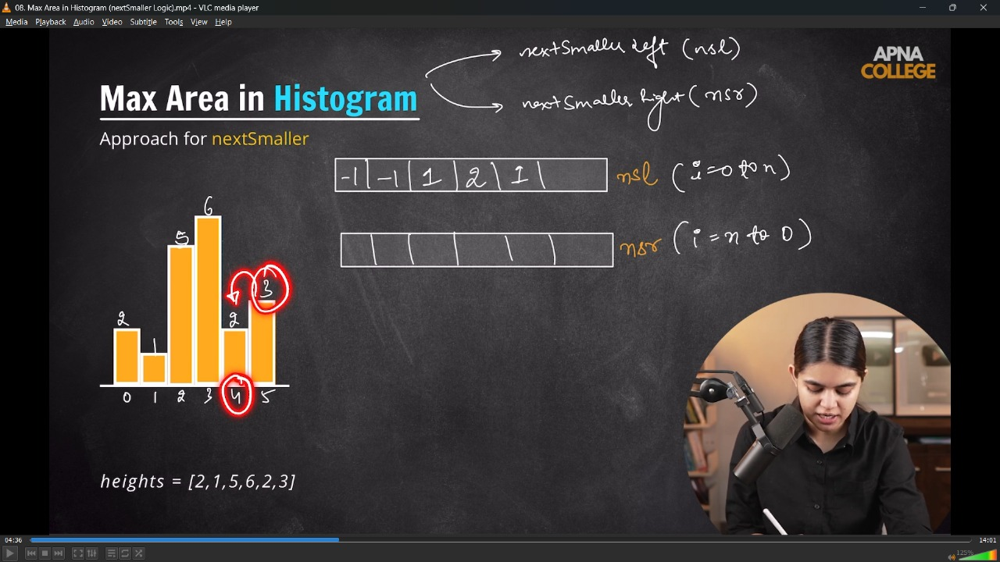 08. Max Area in Histogram (nextSmaller Logic).mp4 - VLC media player
Media Playback Audio Video Subtitle Tools View Help
nextSmaller Left (nsl)
APNA
COLLEGE
Max Area in Histogram
nextSmaller Right (nsr)
Approach for nextSmaller
-1 -1 1 2 1 nsl (i=0 to n)
nsr (i=n to 0)
6
5
3
2
2
1
0 1 2 3 4 5
heights = [2,1,5,6,2,3]
04:36
14:01
125%